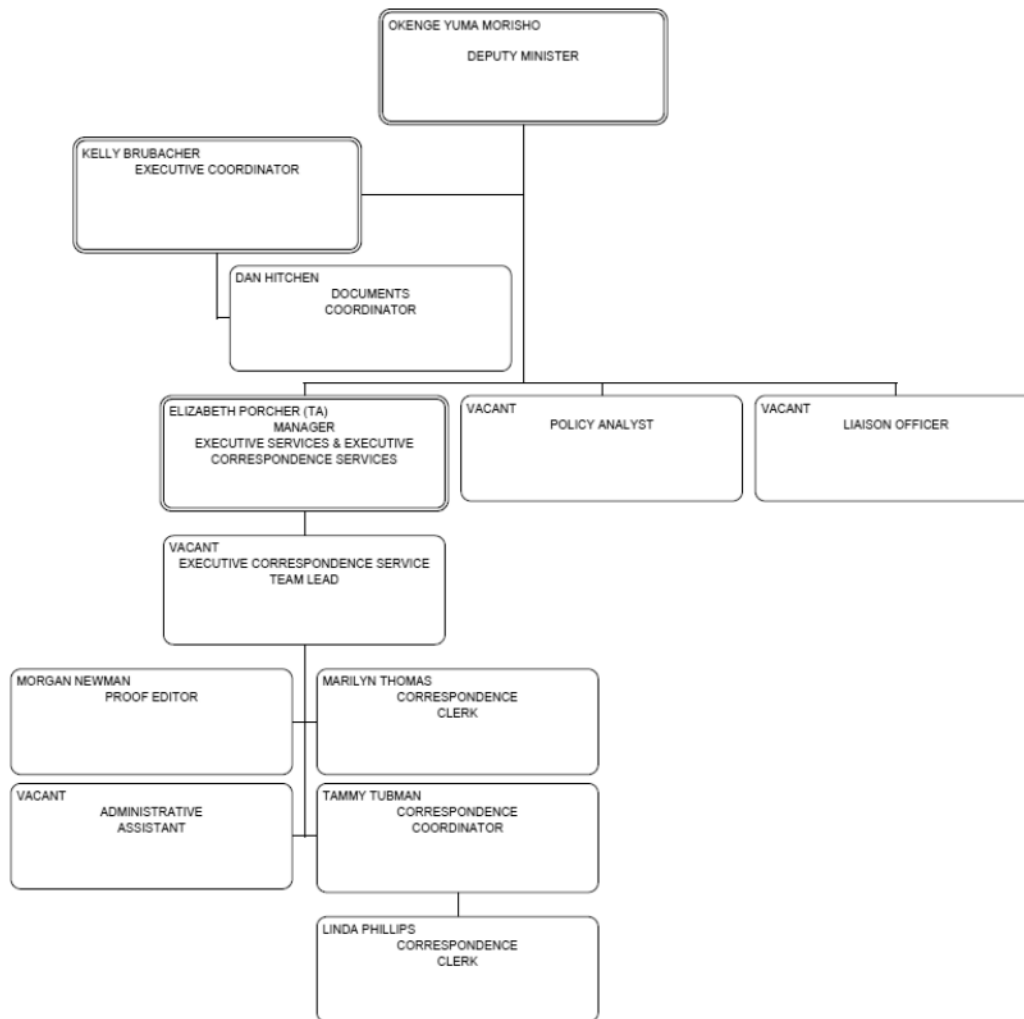 OKENGE YUMA MORISHO
DEPUTY MINISTER
KELLY BRUBACHER
EXECUTIVE COORDINATOR
DAN HITCHEN
DOCUMENTS
COORDINATOR
ELIZABETH PORCHER (TA)
MANAGER
EXECUTIVE SERVICES & EXECUTIVE
CORRESPONDENCE SERVICES
VACANT
POLICY ANALYST
VACANT
LIAISON OFFICER
VACANT
EXECUTIVE CORRESPONDENCE SERVICE
TEAM LEAD
MORGAN NEWMAN
PROOF EDITOR
MARILYN THOMAS
CORRESPONDENCE
CLERK
VACANT
ADMINISTRATIVE
ASSISTANT
TAMMY TUBMAN
CORRESPONDENCE
COORDINATOR
LINDA PHILLIPS
CORRESPONDENCE
CLERK